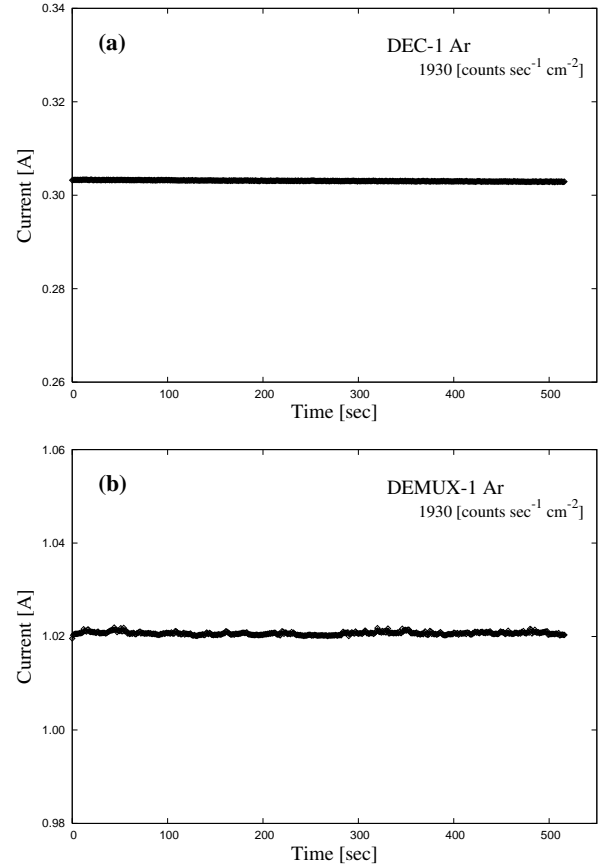 0.34
(a)
DEC-1 Ar
1930 [counts sec⁻¹ cm⁻²]
0.32
Current [A]
0.30
0.28
0.26
0 100 200 300 400 500
Time [sec]
1.06
(b)
DEMUX-1 Ar
1930 [counts sec⁻¹ cm⁻²]
1.04
Current [A]
1.02
1.00
0.98
0 100 200 300 400 500
Time [sec]